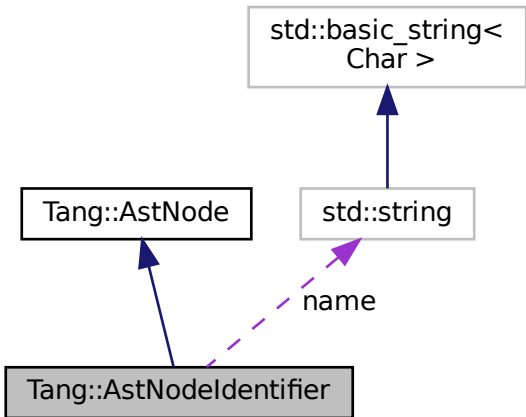 std::basic_string<
Char >
Tang::AstNode
std::string
name
Tang::AstNodeIdentifier